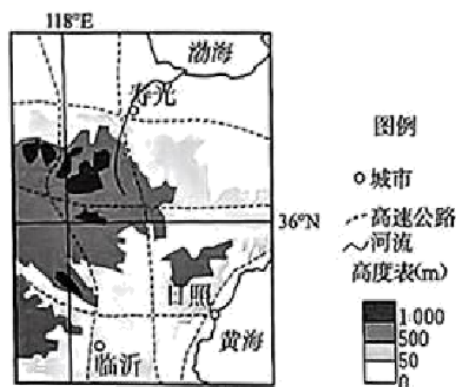 118°E
渤海
寿光
36°N
日照
黄海
临沂
图例
城市
高速公路
河流
高度表(m)
1 000
500
50
0